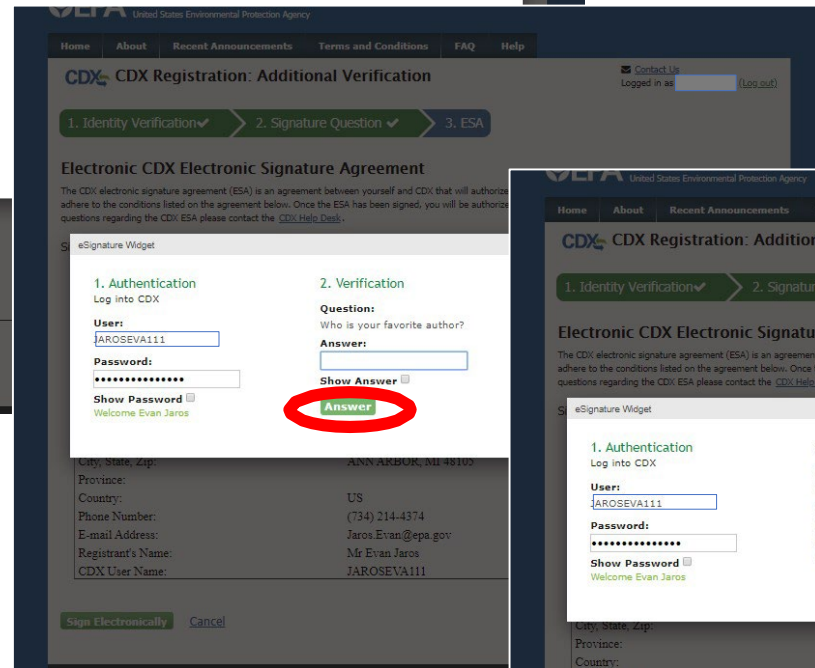 EPA United States Environmental Protection Agency
Home About Recent Announcements Terms and Conditions FAQ Help
CDX CDX Registration: Additional Verification
Contact Us
Logged in as (Log out)
1. Identity Verification✔ 2. Signature Question ✔ 3. ESA
Electronic CDX Electronic Signature Agreement
The CDX electronic signature agreement (ESA) is an agreement between yourself and CDX that will authorize
adhere to the conditions listed on the agreement below. Once the ESA has been signed, you will be authorize
questions regarding the CDX ESA please contact the CDX Help Desk.
eSignature Widget
1. Authentication
Log into CDX
User:
JAROSEVA111
Password:
•••••••••••••••
Show Password
Welcome Evan Jaros
2. Verification
Question:
Who is your favorite author?
Answer:
Show Answer
Answer
City, State, Zip: ANN ARBOR, MI 48105
Province:
Country: US
Phone Number: (734) 214-4374
E-mail Address: Jaros.Evan@epa.gov
Registrant's Name: Mr Evan Jaros
CDX User Name: JAROSEVA111
Sign Electronically Cancel
EPA United States Environmental Protection Agency
Home About Recent Announcements
CDX CDX Registration: Addition
1. Identity Verification✔ 2. Signatur
Electronic CDX Electronic Signatu
The CDX electronic signature agreement (ESA) is an agreemen
adhere to the conditions listed on the agreement below. Once
questions regarding the CDX ESA please contact the CDX Help
eSignature Widget
1. Authentication
Log into CDX
User:
JAROSEVA111
Password:
•••••••••••••••
Show Password
Welcome Evan Jaros
City, State, Zip:
Province:
Country: